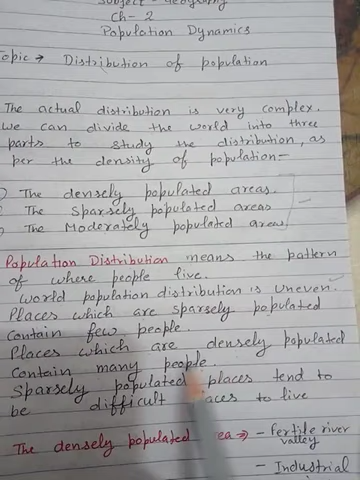 Subject - Geography
Ch- 2
Population Dynamics
Topic → Distribution of population
The actual distribution is very complex.
We can divide the world into three
parts to study the distribution, as
per the density of population-
The densely populated areas.
The Sparsely populated areas
The Moderately populated areas.
Population Distribution means the pattern
of where people live.
world population distribution is uneven.
Places which are sparsely populated
contain few people.
Places which are densely populated
contain many people.
Sparsely populated places tend to
be difficult places to live
The densely populated area ⇒ - fertile river
valley
- Industrial